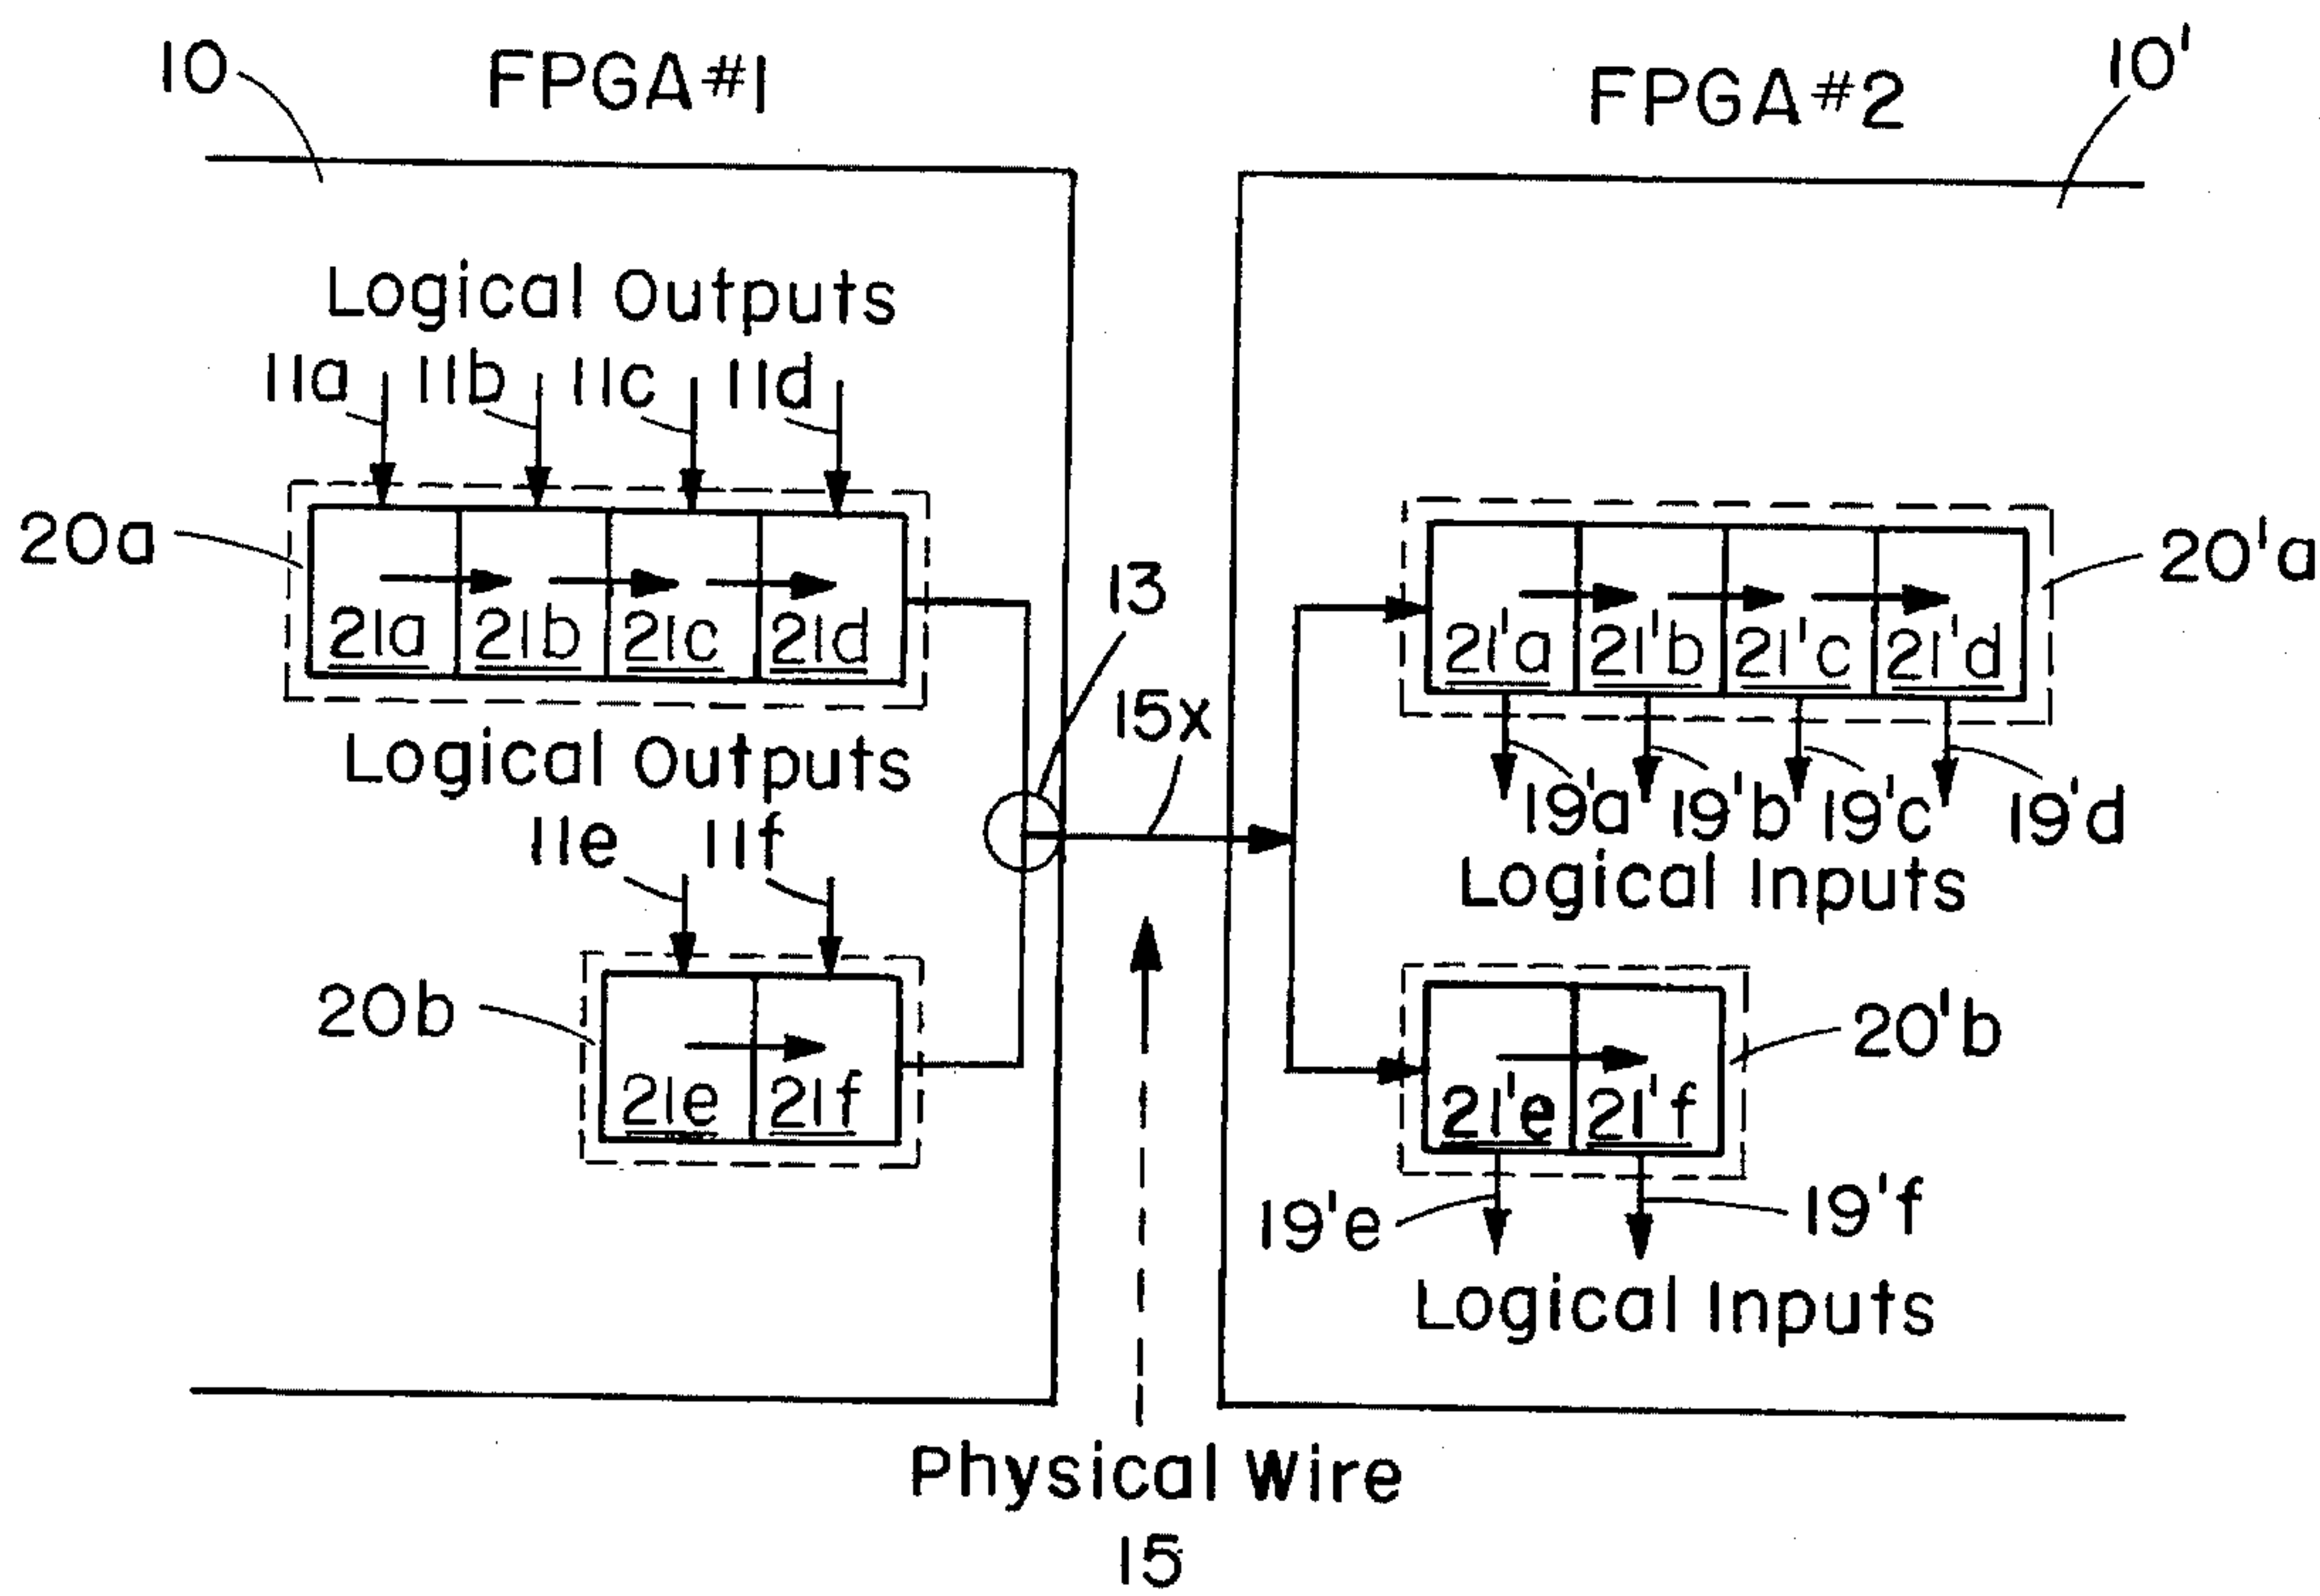 10 FPGA#1 FPGA#2 10'
Logical Outputs
11a 11b 11c 11d
20a
21a 21b 21c 21d
13
15x
21'a 21'b 21'c 21'd
20'a
Logical Outputs
11e 11f
19'a 19'b 19'c 19'd
Logical Inputs
20b
21e 21f
21'e 21'f
20'b
19'e 19'f
Logical Inputs
Physical Wire
15